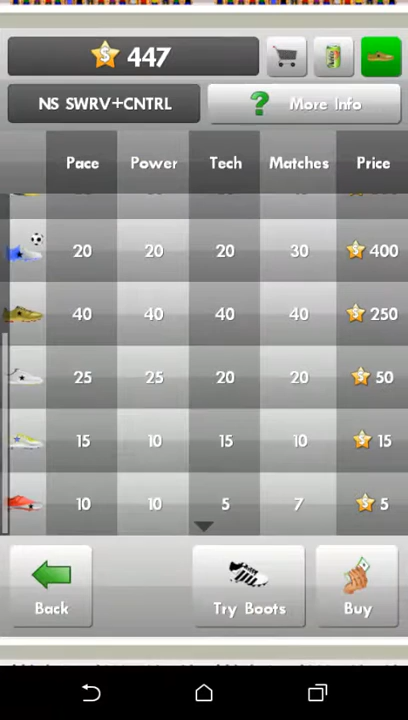 447
NS SWRV+CNTRL
? More Info
Pace Power Tech Matches Price
20 20 20 30 400
40 40 40 40 250
25 25 20 20 50
15 10 15 10 15
10 10 5 7 5
Back Try Boots Buy